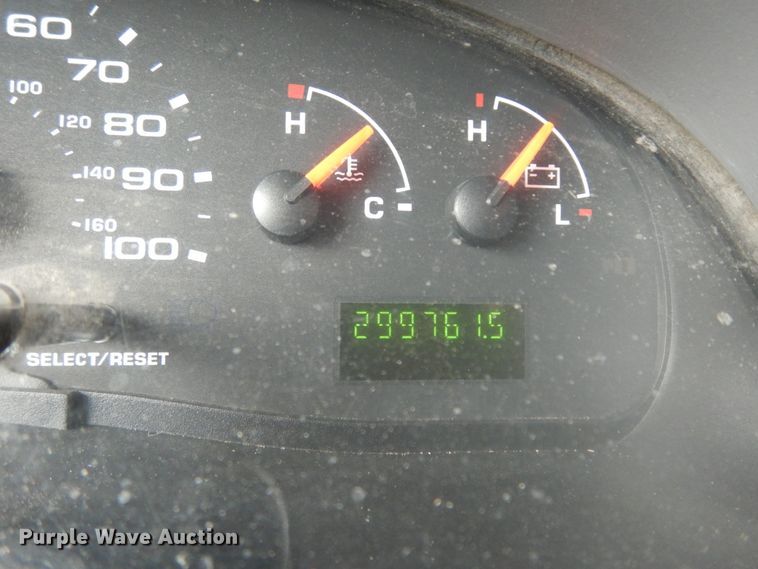 60
70
100
120
80
140
90
160
100
H
C
H
- +
L
299761.5
SELECT/RESET
Purple Wave Auction